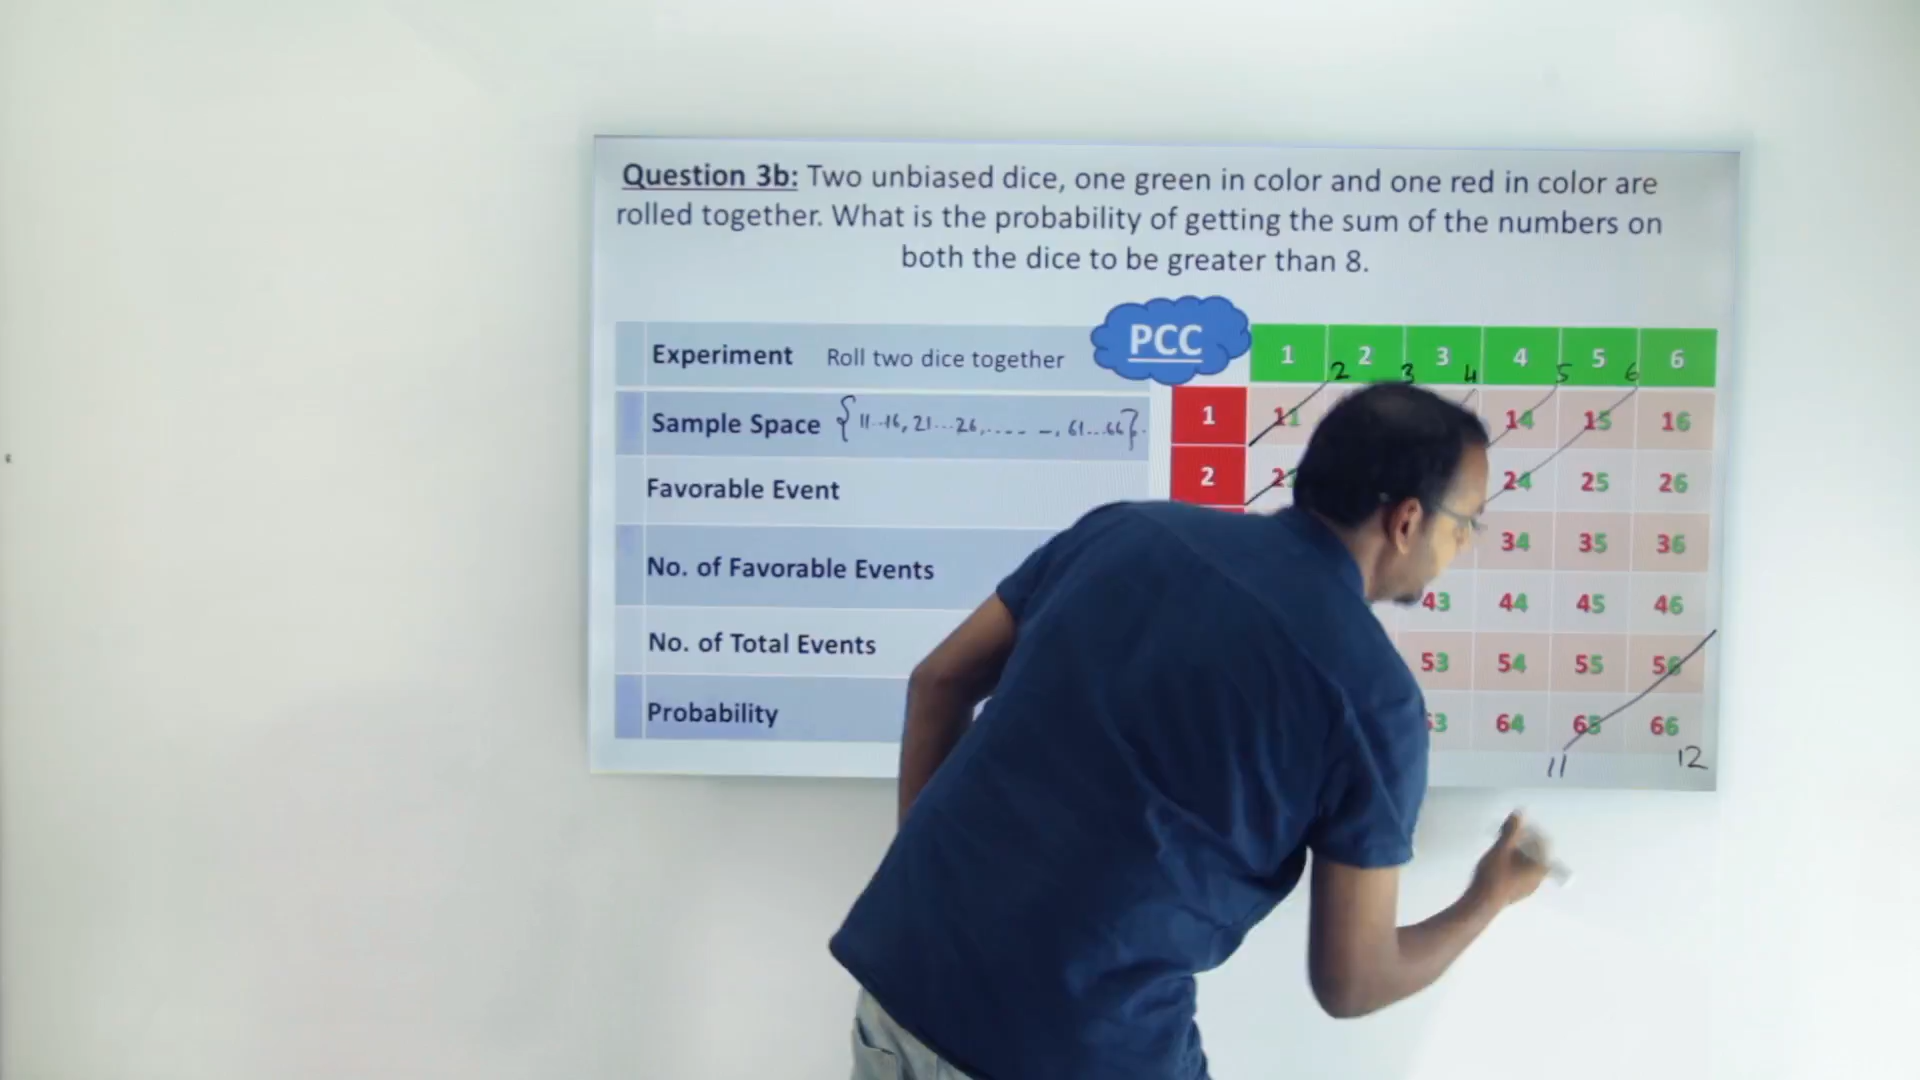 Question 3b: Two unbiased dice, one green in color and one red in color are
rolled together. What is the probability of getting the sum of the numbers on
both the dice to be greater than 8.
PCC
Experiment Roll two dice together
1 2 3 4 5 6
2 3 4 5 6
Sample Space {11..16, 21...26, ..... -, 61...66}.
1 11 14 15 16
Favorable Event
2 24 25 26
34 35 36
No. of Favorable Events
43 44 45 46
No. of Total Events
53 54 55 56
Probability
64 65 66
11 12